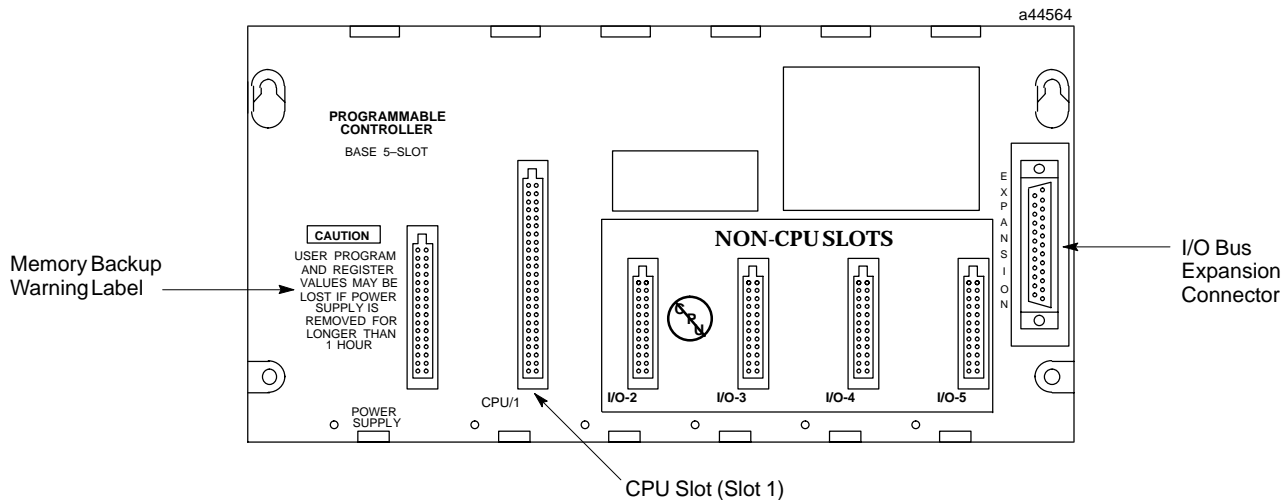 a44564
PROGRAMMABLE
CONTROLLER
BASE 5–SLOT
EXPANSION
CAUTION
USER PROGRAM
AND REGISTER
VALUES MAY BE
LOST IF POWER
SUPPLY IS
REMOVED FOR
LONGER THAN
1 HOUR
Memory Backup
Warning Label
NON-CPU SLOTS
CPU
I/O Bus
Expansion
Connector
CPU/1
I/O-2
I/O-3
I/O-4
I/O-5
POWER
SUPPLY
CPU Slot (Slot 1)